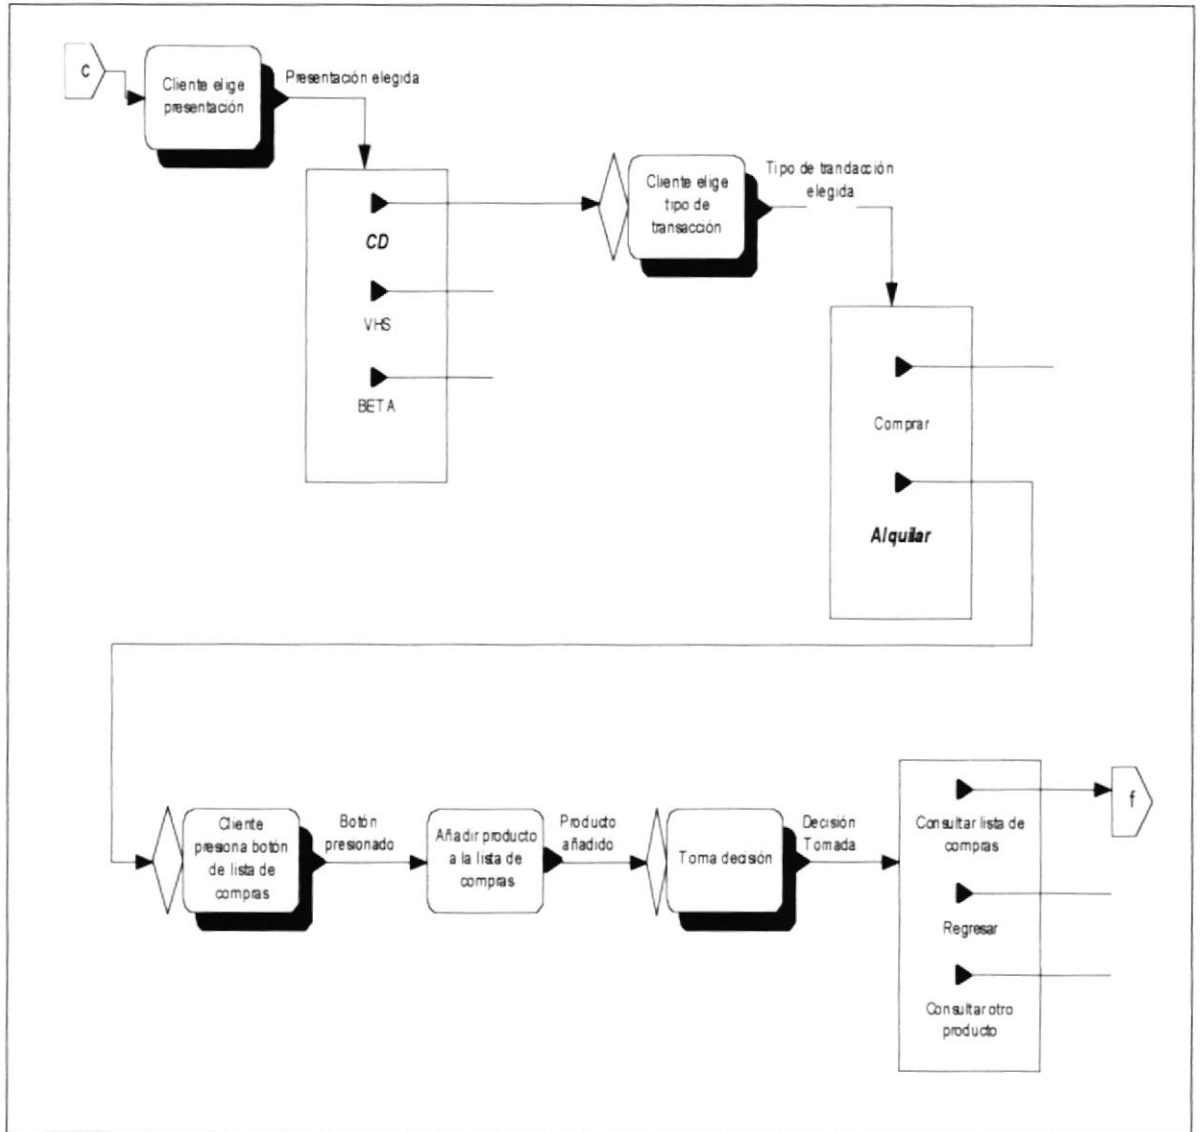 c
Cliente elige
presentación
Presentación elegida
CD
VHS
BETA
Cliente elige
tipo de
transacción
Tipo de trandacción
elegida
Comprar
Alquilar
Cliente
presiona botón
de lista de
compras
Botón
presionado
Añadir producto
a la lista de
compras
Producto
añadido
Toma decisión
Decisión
Tomada
Consultar lista de
compras
Regresar
Consultar otro
producto
f